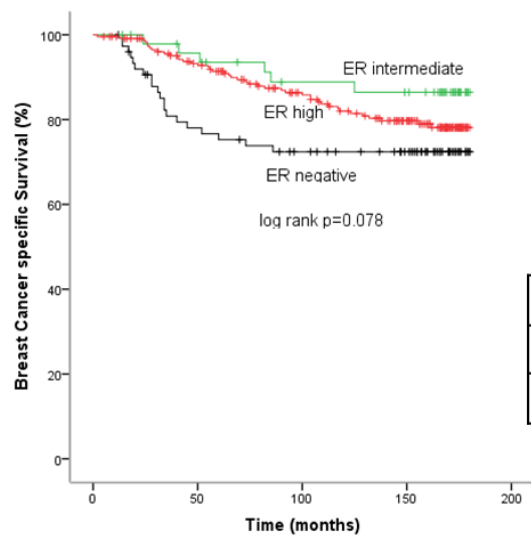 Breast Cancer specific Survival (%)
100
80
60
40
20
0
ER intermediate
ER high
ER negative
log rank p=0.078
0 50 100 150 200
Time (months)